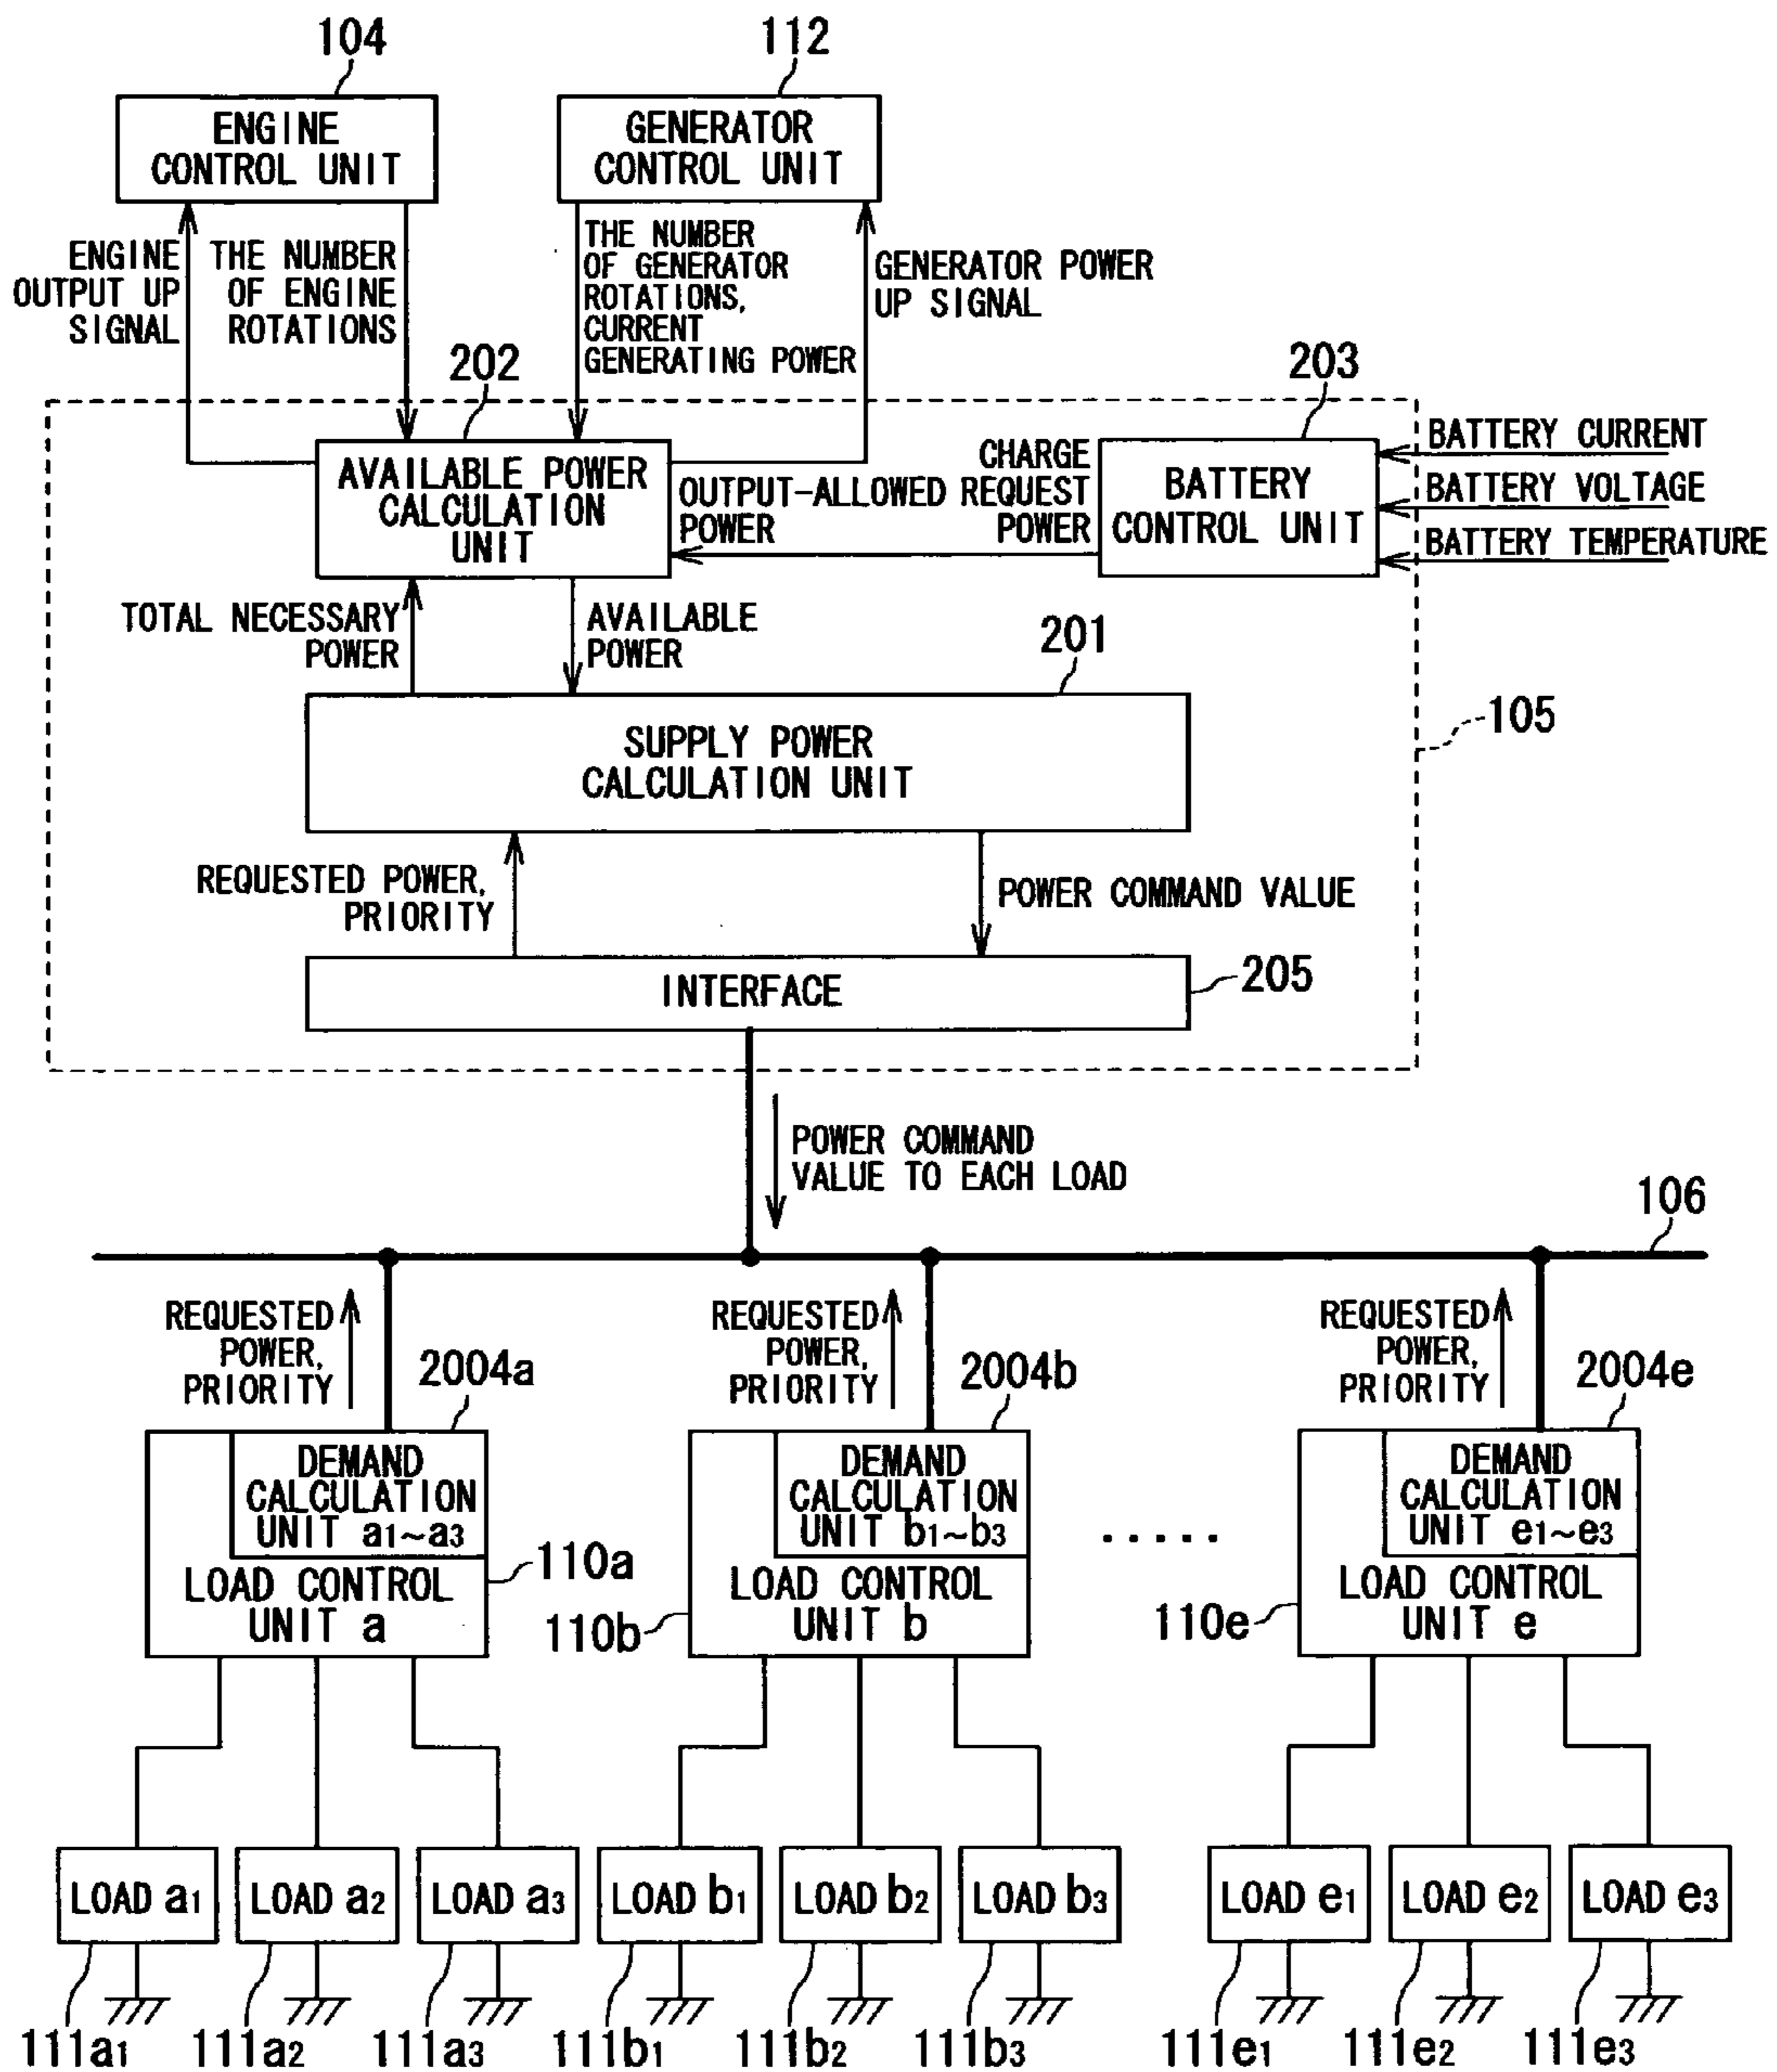 104
112
ENGINE
CONTROL UNIT
GENERATOR
CONTROL UNIT
ENGINE
OUTPUT UP
SIGNAL
THE NUMBER
OF ENGINE
ROTATIONS
THE NUMBER
OF GENERATOR
ROTATIONS,
CURRENT
GENERATING POWER
GENERATOR POWER
UP SIGNAL
202
203
AVAILABLE POWER
CALCULATION
UNIT
OUTPUT-ALLOWED
POWER
CHARGE
REQUEST
POWER
BATTERY
CONTROL UNIT
BATTERY CURRENT
BATTERY VOLTAGE
BATTERY TEMPERATURE
TOTAL NECESSARY
POWER
AVAILABLE
POWER
201
105
SUPPLY POWER
CALCULATION UNIT
REQUESTED POWER,
PRIORITY
POWER COMMAND VALUE
INTERFACE
205
POWER COMMAND
VALUE TO EACH LOAD
106
REQUESTED
POWER,
PRIORITY
REQUESTED
POWER,
PRIORITY
REQUESTED
POWER,
PRIORITY
2004a
2004b
2004e
DEMAND
CALCULATION
UNIT a1~a3
LOAD CONTROL
UNIT a
110a
DEMAND
CALCULATION
UNIT b1~b3
LOAD CONTROL
UNIT b
110b
.....
DEMAND
CALCULATION
UNIT e1~e3
LOAD CONTROL
UNIT e
110e
LOAD a1
LOAD a2
LOAD a3
LOAD b1
LOAD b2
LOAD b3
LOAD e1
LOAD e2
LOAD e3
111a1
111a2
111a3
111b1
111b2
111b3
111e1
111e2
111e3